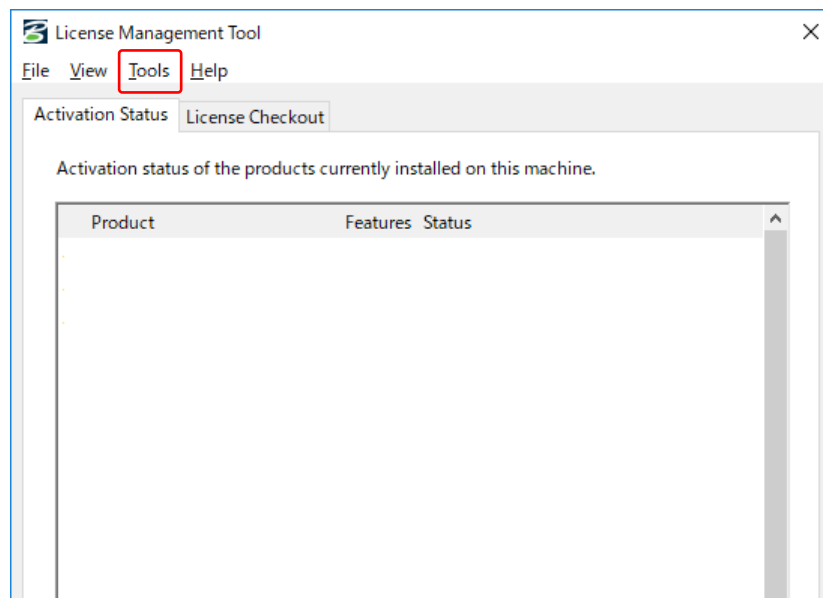 License Management Tool
File View Tools Help
Activation Status License Checkout
Activation status of the products currently installed on this machine.
Product Features Status